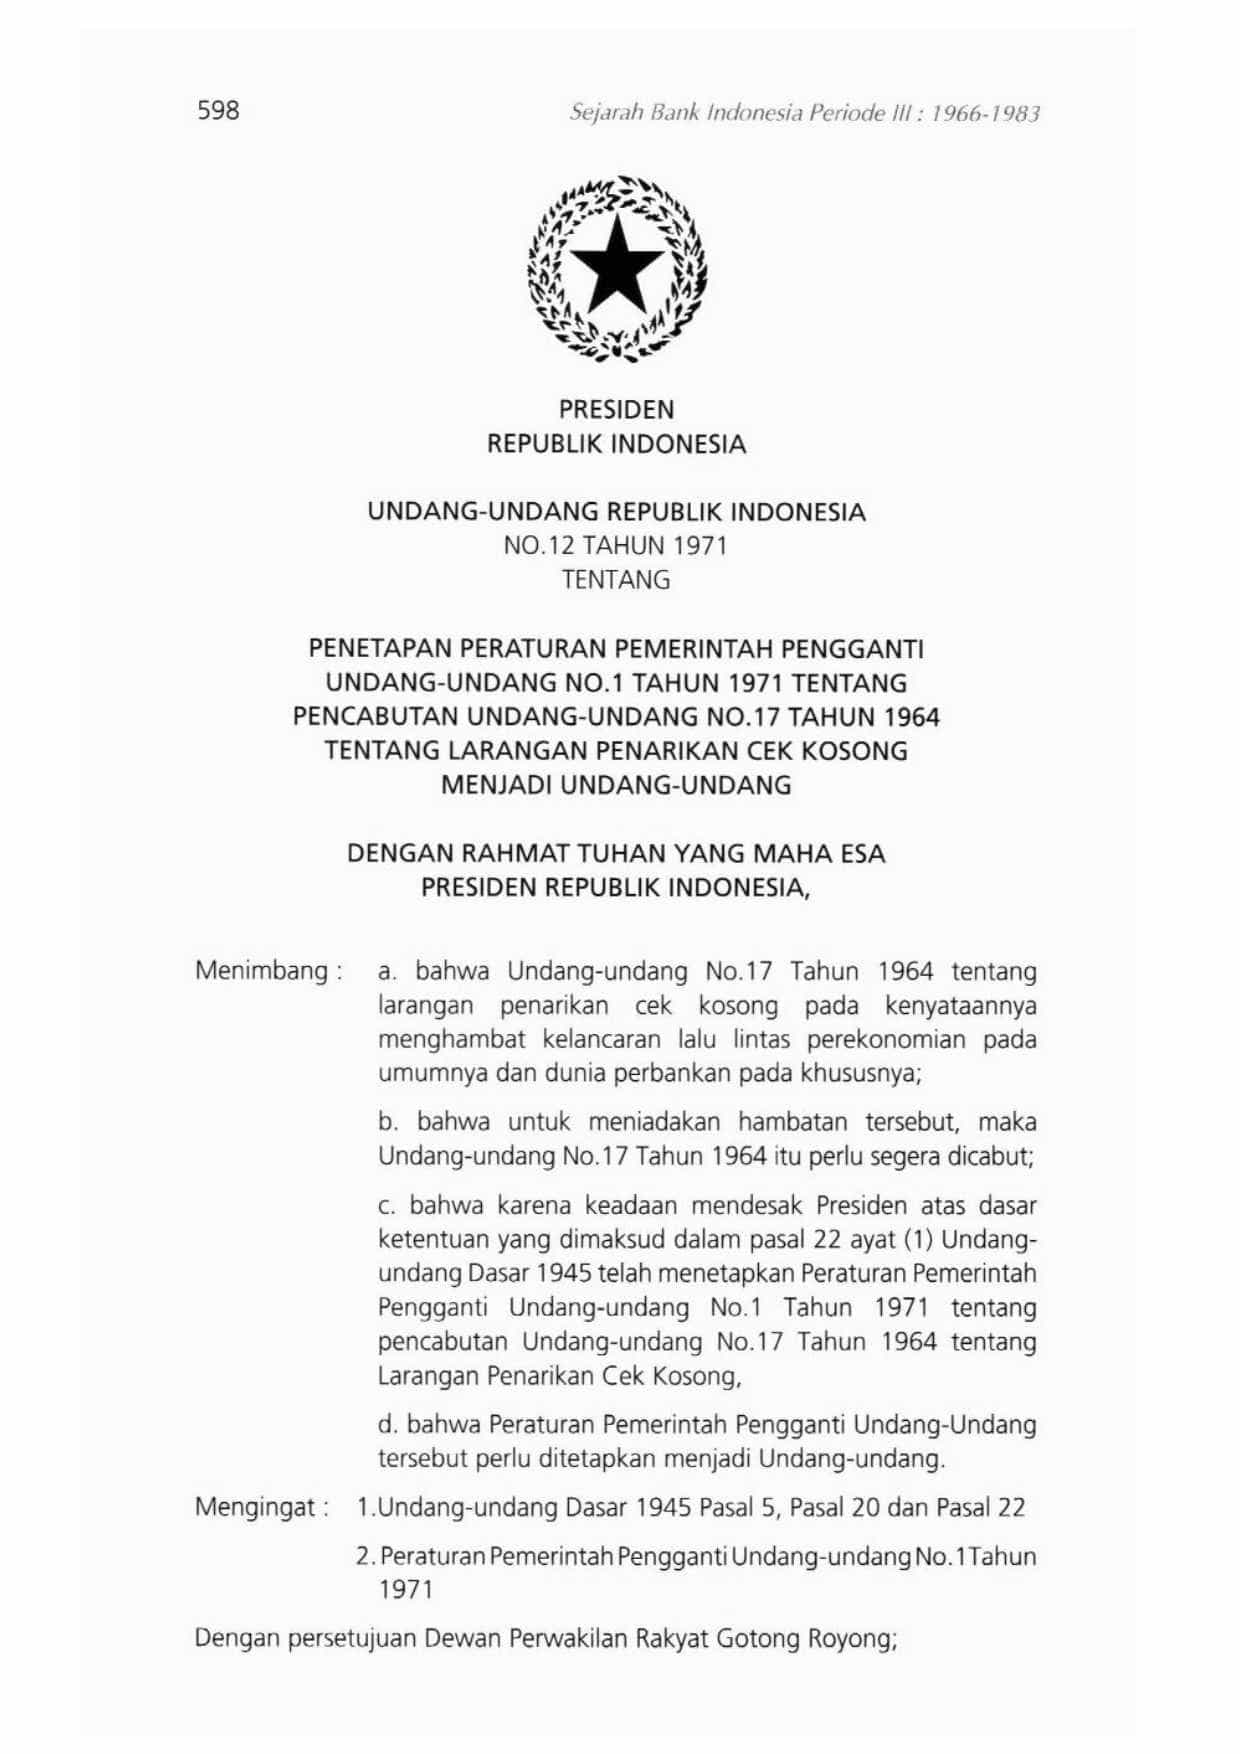 598
Sejarah Bank Indonesia Periode III : 1966-1983
PRESIDEN
REPUBLIK INDONESIA
UNDANG-UNDANG REPUBLIK INDONESIA
NO.12 TAHUN 1971
TENTANG
PENETAPAN PERATURAN PEMERINTAH PENGGANTI
UNDANG-UNDANG NO.1 TAHUN 1971 TENTANG
PENCABUTAN UNDANG-UNDANG NO.17 TAHUN 1964
TENTANG LARANGAN PENARIKAN CEK KOSONG
MENJADI UNDANG-UNDANG
DENGAN RAHMAT TUHAN YANG MAHA ESA
PRESIDEN REPUBLIK INDONESIA,
Menimbang : a. bahwa Undang-undang No.17 Tahun 1964 tentang
larangan penarikan cek kosong pada kenyataannya
menghambat kelancaran lalu lintas perekonomian pada
umumnya dan dunia perbankan pada khususnya;
b. bahwa untuk meniadakan hambatan tersebut, maka
Undang-undang No.17 Tahun 1964 itu perlu segera dicabut;
c. bahwa karena keadaan mendesak Presiden atas dasar
ketentuan yang dimaksud dalam pasal 22 ayat (1) Undang-
undang Dasar 1945 telah menetapkan Peraturan Pemerintah
Pengganti Undang-undang No.1 Tahun 1971 tentang
pencabutan Undang-undang No.17 Tahun 1964 tentang
Larangan Penarikan Cek Kosong,
d. bahwa Peraturan Pemerintah Pengganti Undang-Undang
tersebut perlu ditetapkan menjadi Undang-undang.
Mengingat : 1.Undang-undang Dasar 1945 Pasal 5, Pasal 20 dan Pasal 22
2. Peraturan Pemerintah Pengganti Undang-undang No.1Tahun
1971
Dengan persetujuan Dewan Perwakilan Rakyat Gotong Royong;